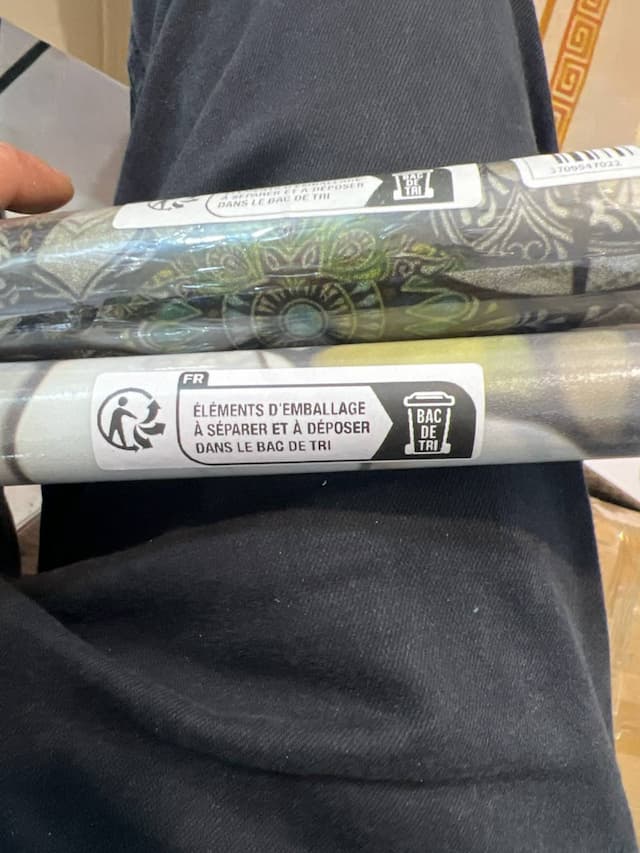 À SÉPARER ET À DÉPOSER
DANS LE BAC DE TRI
BAC
DE
TRI
3709547022
FR
ÉLÉMENTS D'EMBALLAGE
À SÉPARER ET À DÉPOSER
DANS LE BAC DE TRI
BAC
DE
TRI